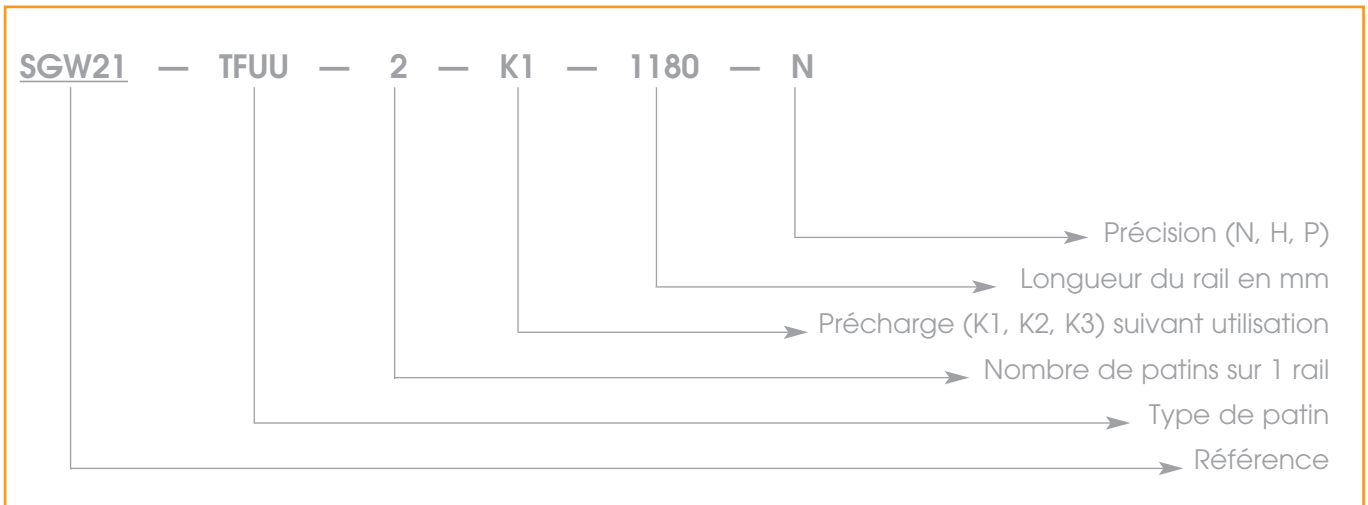 SGW21 — TFUU — 2 — K1 — 1180 — N
Précision (N, H, P)
Longueur du rail en mm
Précharge (K1, K2, K3) suivant utilisation
Nombre de patins sur 1 rail
Type de patin
Référence